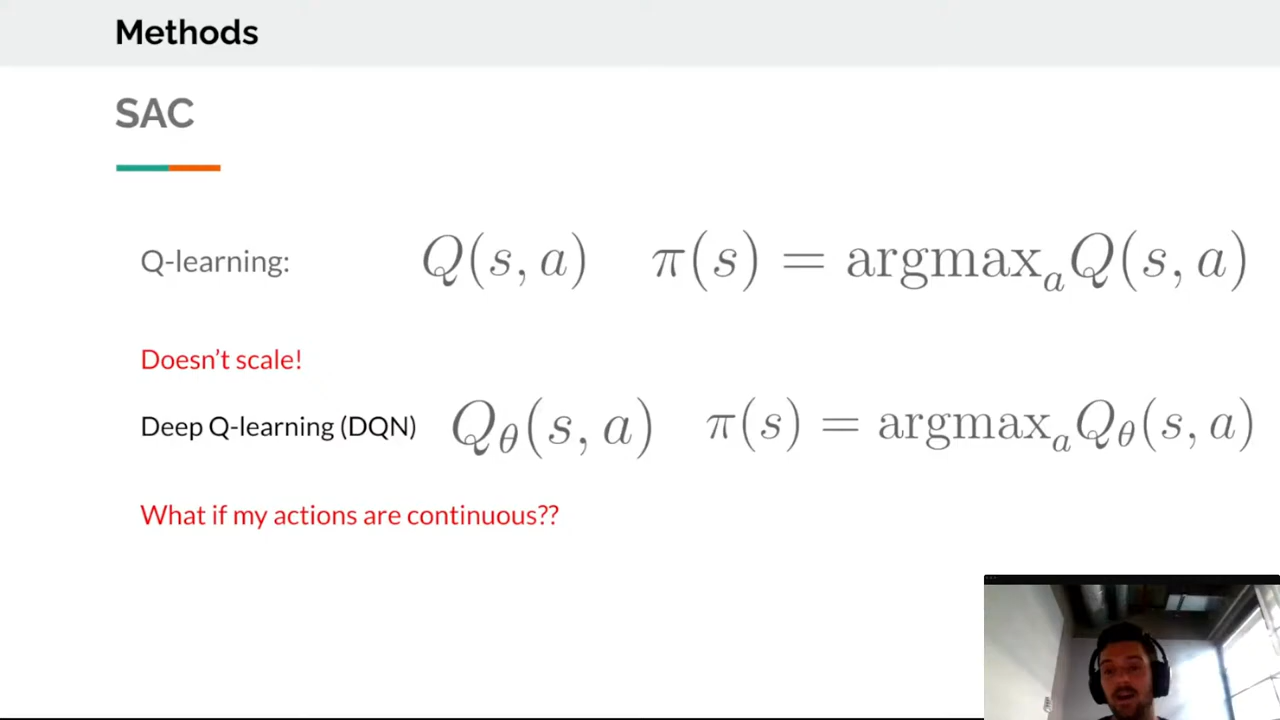 Methods
SAC
Q-learning: Q(s, a) π(s) = argmax_a Q(s, a)
Doesn't scale!
Deep Q-learning (DQN) Q_θ(s, a) π(s) = argmax_a Q_θ(s, a)
What if my actions are continuous??